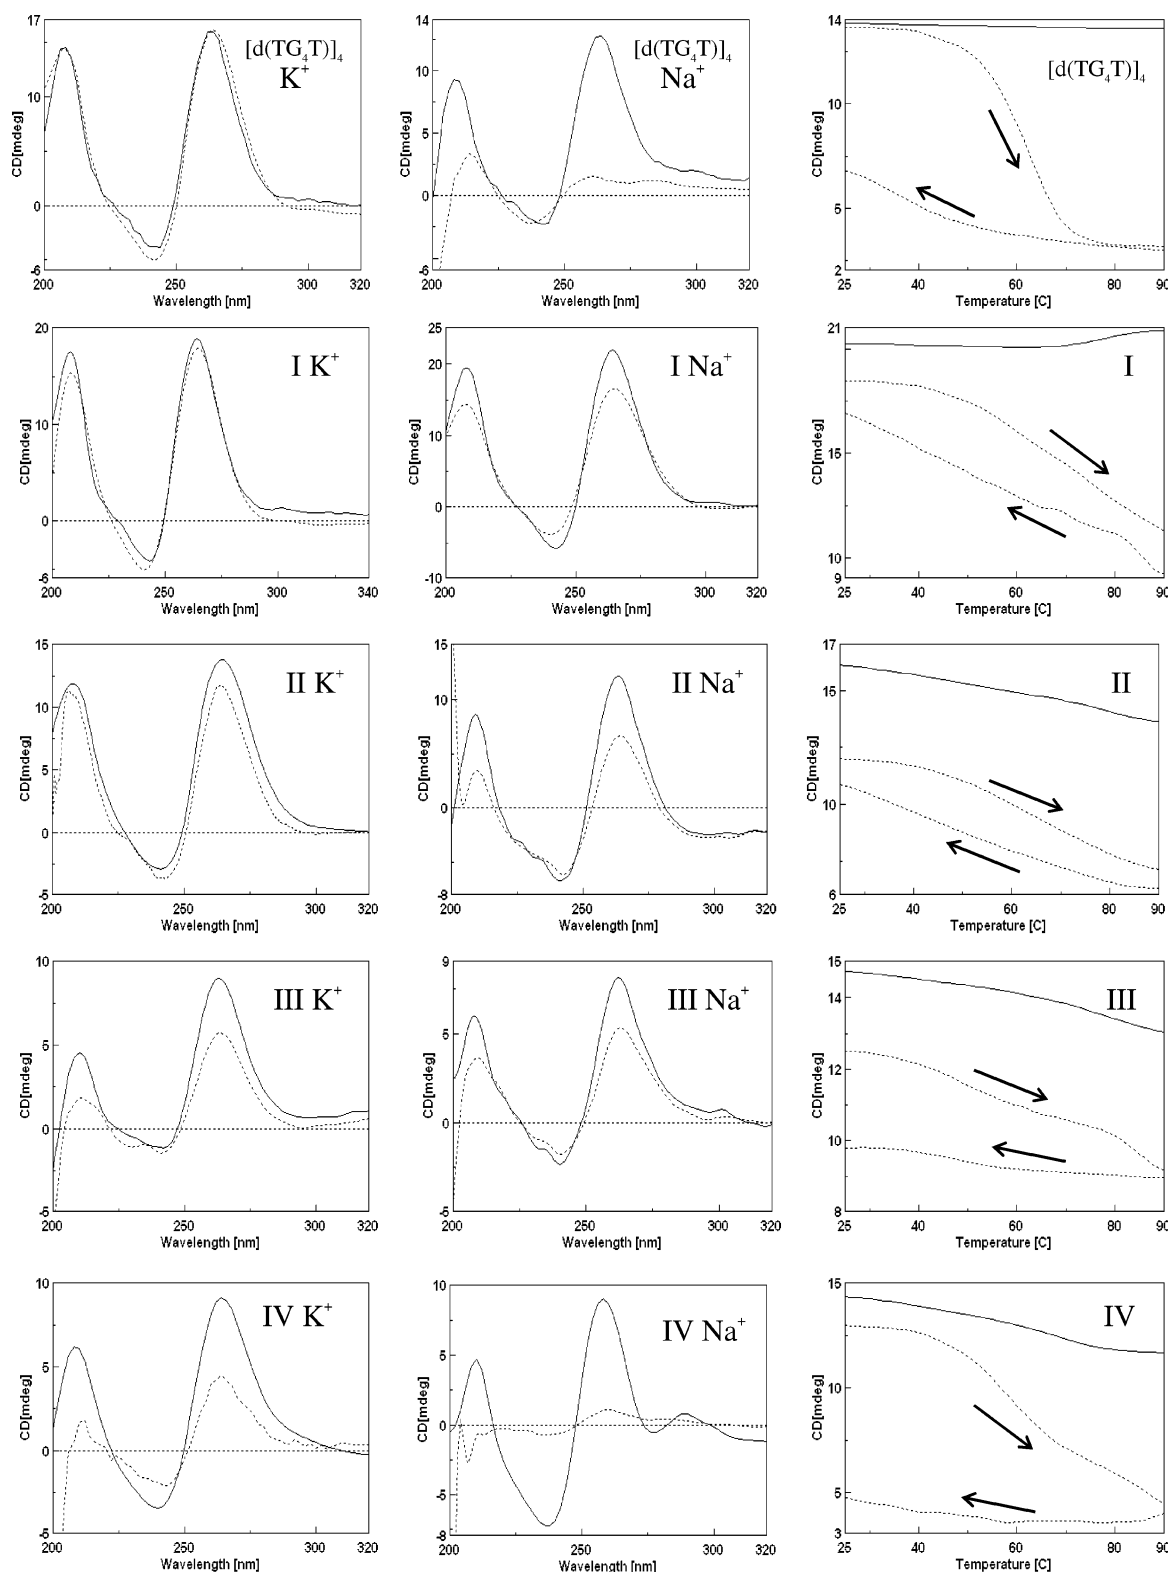 17
10
0
-6
CD[mdeg]
[d(TG₄T)]₄
K⁺
200 250 300 320
Wavelength [nm]
14
10
5
0
-6
CD[mdeg]
[d(TG₄T)]₄
Na⁺
200 250 300 320
Wavelength [nm]
14
10
5
2
CD[mdeg]
[d(TG₄T)]₄
25 40 60 80 90
Temperature [C]
20
10
0
-6
CD[mdeg]
I K⁺
200 250 300 340
Wavelength [nm]
25
20
10
0
-10
CD[mdeg]
I Na⁺
200 250 300 320
Wavelength [nm]
21
15
10
9
CD[mdeg]
I
25 40 60 80 90
Temperature [C]
15
10
5
0
-5
CD[mdeg]
II K⁺
200 250 300 320
Wavelength [nm]
15
10
0
-8
CD[mdeg]
II Na⁺
200 250 300 320
Wavelength [nm]
17
15
10
6
CD[mdeg]
II
25 40 60 80 90
Temperature [C]
10
5
0
-5
CD[mdeg]
III K⁺
200 250 300 320
Wavelength [nm]
9
5
0
-5
CD[mdeg]
III Na⁺
200 250 300 320
Wavelength [nm]
15
14
12
10
8
CD[mdeg]
III
25 40 60 80 90
Temperature [C]
10
5
0
-5
CD[mdeg]
IV K⁺
200 250 300 320
Wavelength [nm]
10
5
0
-5
-8
CD[mdeg]
IV Na⁺
200 250 300 320
Wavelength [nm]
15
10
5
3
CD[mdeg]
IV
25 40 60 80 90
Temperature [C]